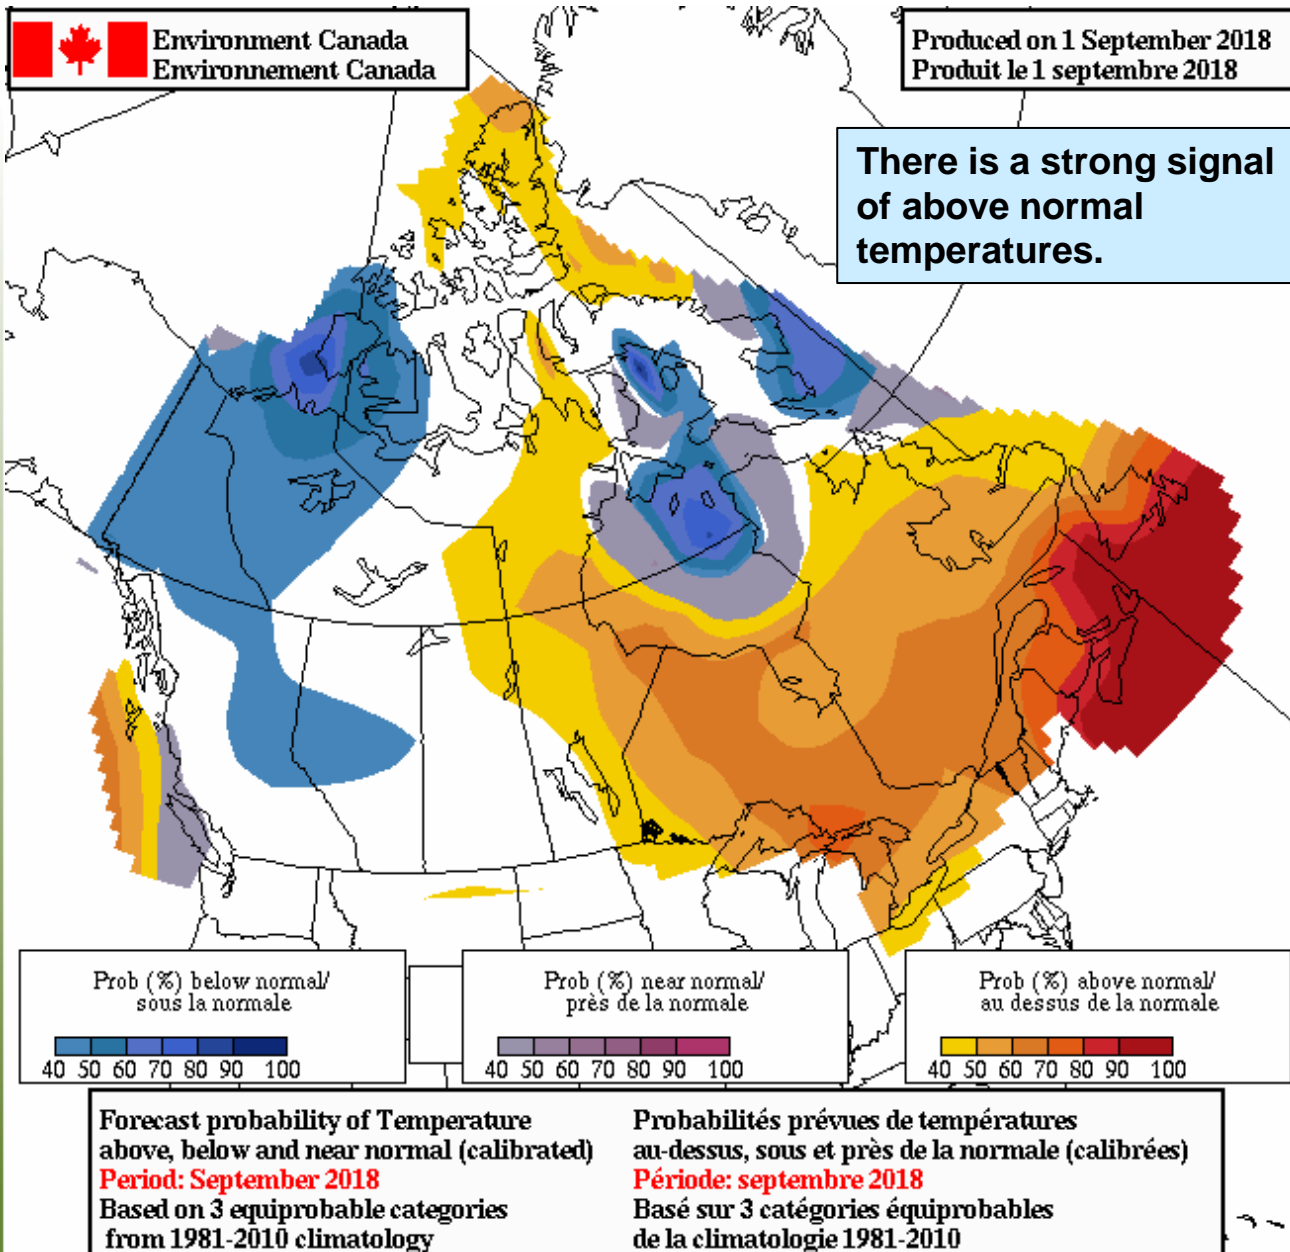 Environment Canada
Environnement Canada
Produced on 1 September 2018
Produit le 1 septembre 2018
There is a strong signal
of above normal
temperatures.
Prob (%) below normal/
sous la normale
40 50 60 70 80 90 100
Prob (%) near normal/
près de la normale
40 50 60 70 80 90 100
Prob (%) above normal/
au dessus de la normale
40 50 60 70 80 90 100
Forecast probability of Temperature
above, below and near normal (calibrated)
Period: September 2018
Based on 3 equiprobable categories
from 1981-2010 climatology
Probabilités prévues de températures
au-dessus, sous et près de la normale (calibrées)
Période: septembre 2018
Basé sur 3 catégories équiprobables
de la climatologie 1981-2010